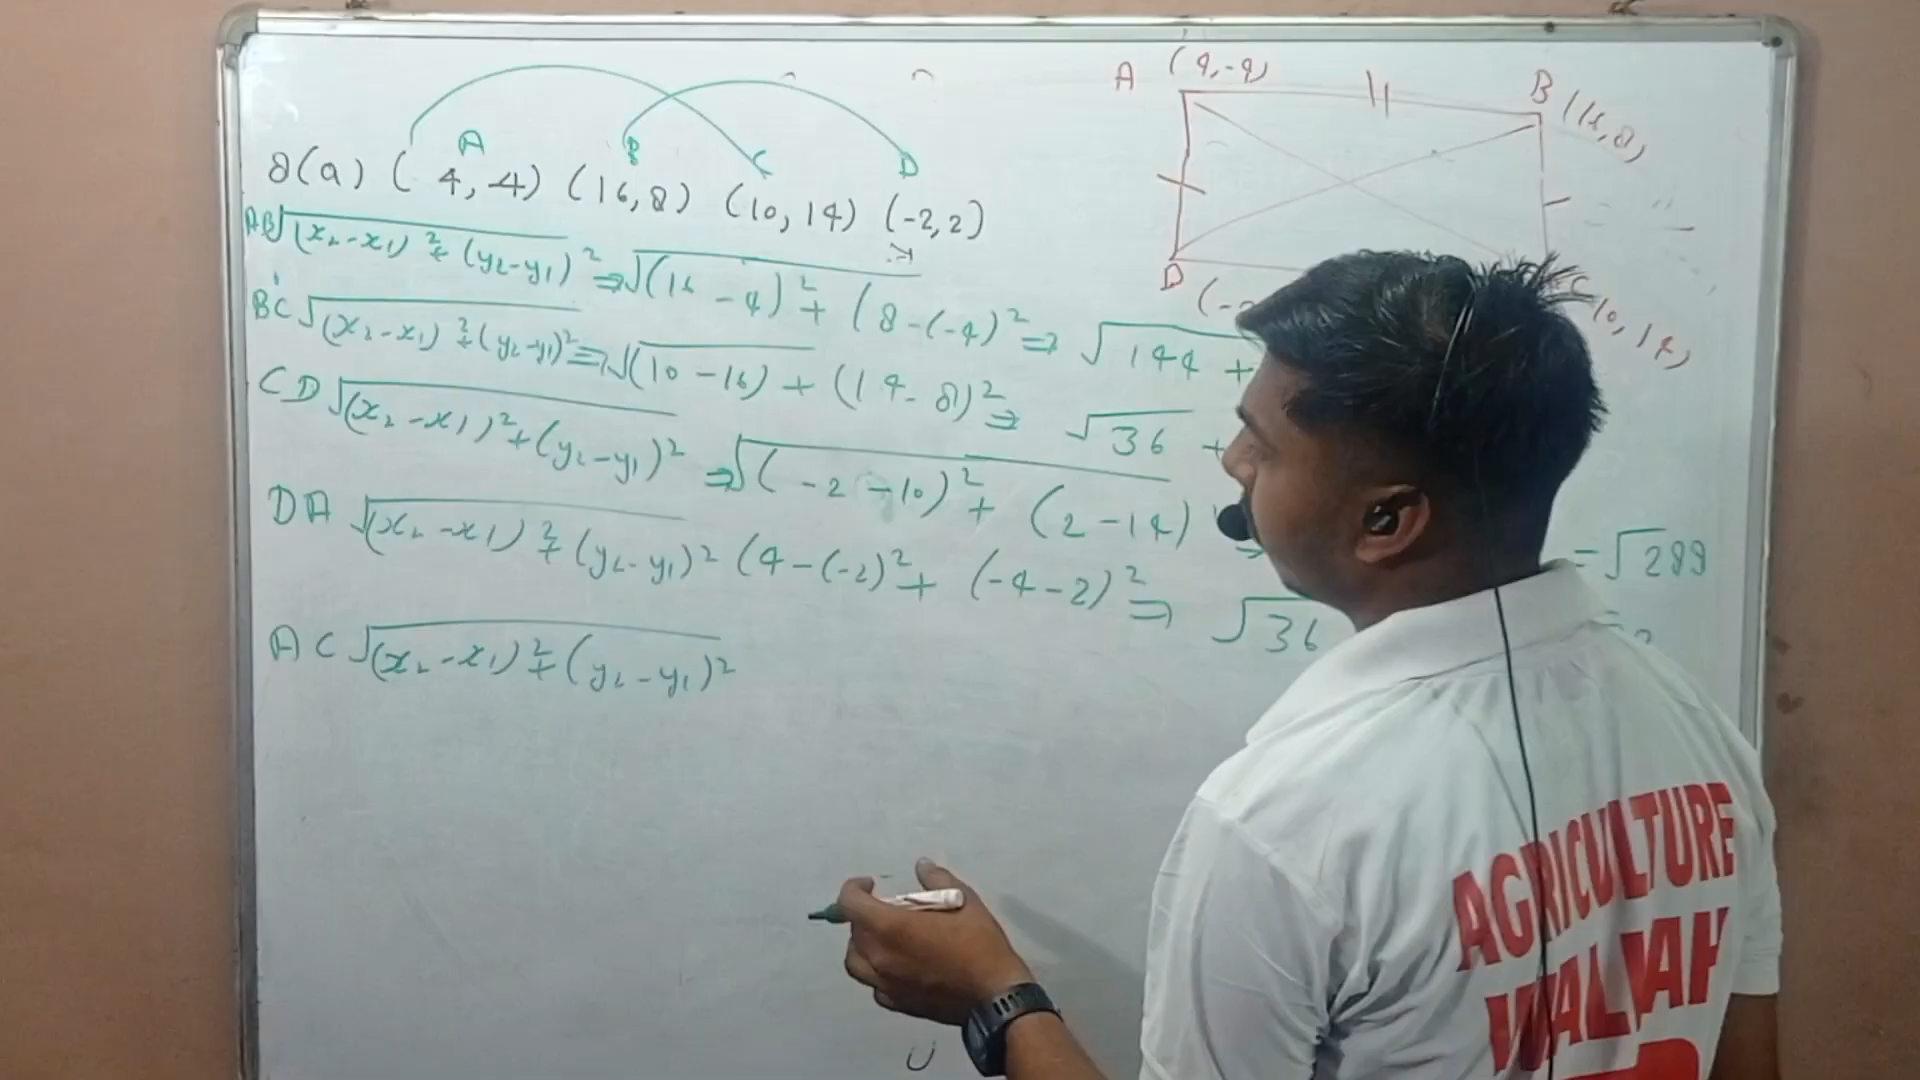 A (4,-4)
B (16,8)
A B C D
8(a) ( 4, -4) (16,8) (10, 14) (-2,2)
AB √(x₂-x₁)²+(y₂-y₁)² ⇒ √(16-4)²+(8-(-4)² ⇒ √144+
BC √(x₂-x₁)²+(y₂-y₁)² ⇒ √(10-16)+(14-8)² ⇒ √36 +
D (-2
C (10, 14)
CD √(x₂-x₁)²+(y₂-y₁)² ⇒ √(-2-10)²+(2-14)
= √288
DA √(x₂-x₁)²+(y₂-y₁)² (4-(-2)²+(-4-2)² ⇒ √36
AC √(x₂-x₁)²+(y₂-y₁)²
AGRICULTURE
WALLAH